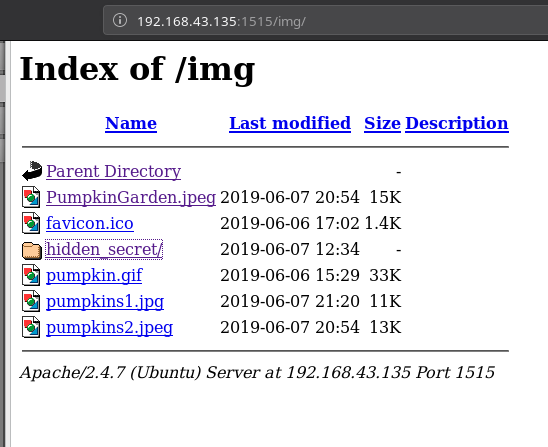 192.168.43.135:1515/img/
Index of /img
Name Last modified Size Description
Parent Directory -
PumpkinGarden.jpeg 2019-06-07 20:54 15K
favicon.ico 2019-06-06 17:02 1.4K
hidden_secret/ 2019-06-07 12:34 -
pumpkin.gif 2019-06-06 15:29 33K
pumpkins1.jpg 2019-06-07 21:20 11K
pumpkins2.jpeg 2019-06-07 20:54 13K
Apache/2.4.7 (Ubuntu) Server at 192.168.43.135 Port 1515